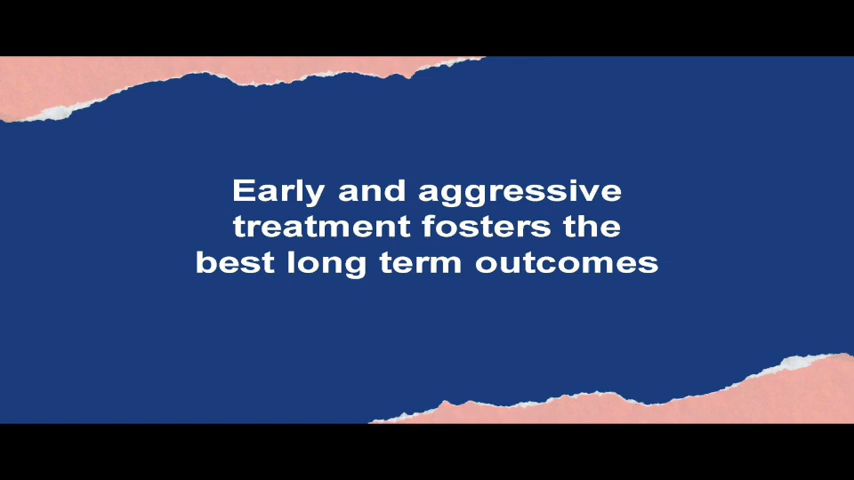 Early and aggressive
treatment fosters the
best long term outcomes